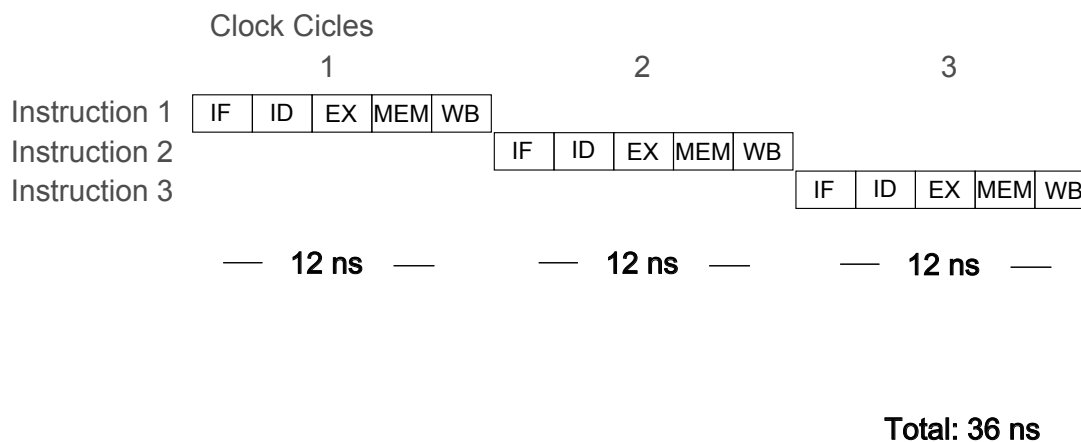 Clock Cicles
1 2 3
Instruction 1 IF ID EX MEM WB
Instruction 2 IF ID EX MEM WB
Instruction 3 IF ID EX MEM WB
12 ns 12 ns 12 ns
Total: 36 ns